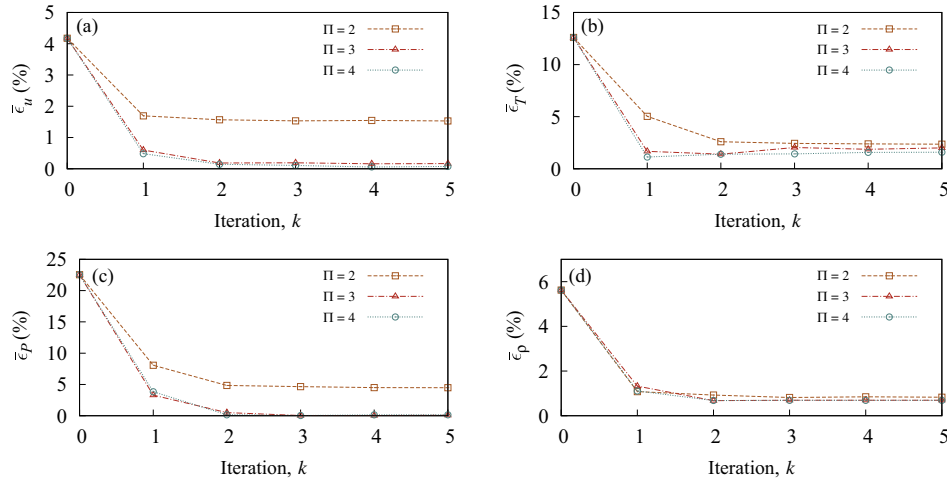 (a)
Π = 2
Π = 3
Π = 4
5
4
3
2
1
0
ϵ̄u (%)
0 1 2 3 4 5
Iteration, k
(b)
Π = 2
Π = 3
Π = 4
15
10
5
0
ϵ̄T (%)
0 1 2 3 4 5
Iteration, k
(c)
Π = 2
Π = 3
Π = 4
25
20
15
10
5
0
ϵ̄P (%)
0 1 2 3 4 5
Iteration, k
(d)
Π = 2
Π = 3
Π = 4
6
4
2
0
ϵ̄ρ (%)
0 1 2 3 4 5
Iteration, k